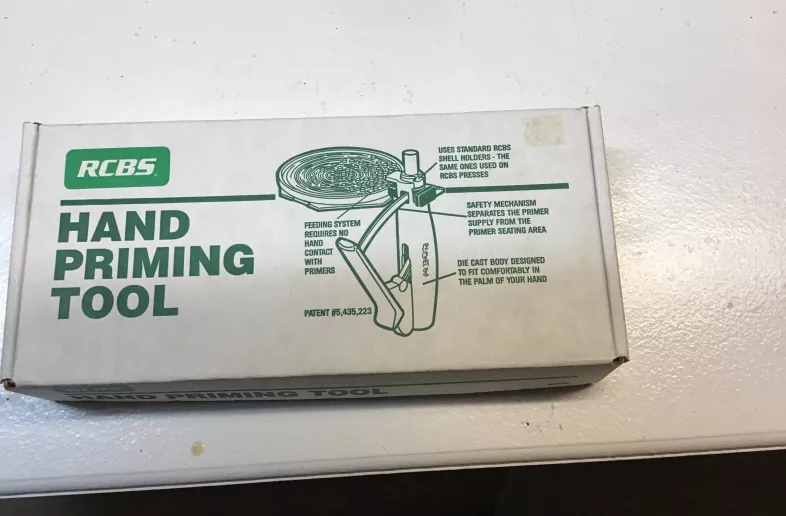 RCBS
HAND
PRIMING
TOOL
FEEDING SYSTEM
REQUIRES NO
HAND
CONTACT
WITH
PRIMERS
PATENT #5,435,223
USES STANDARD RCBS
SHELL HOLDERS - THE
SAME ONES USED ON
RCBS PRESSES
SAFETY MECHANISM
SEPARATES THE PRIMER
SUPPLY FROM THE
PRIMER SEATING AREA
DIE CAST BODY DESIGNED
TO FIT COMFORTABLY IN
THE PALM OF YOUR HAND
HAND PRIMING TOOL